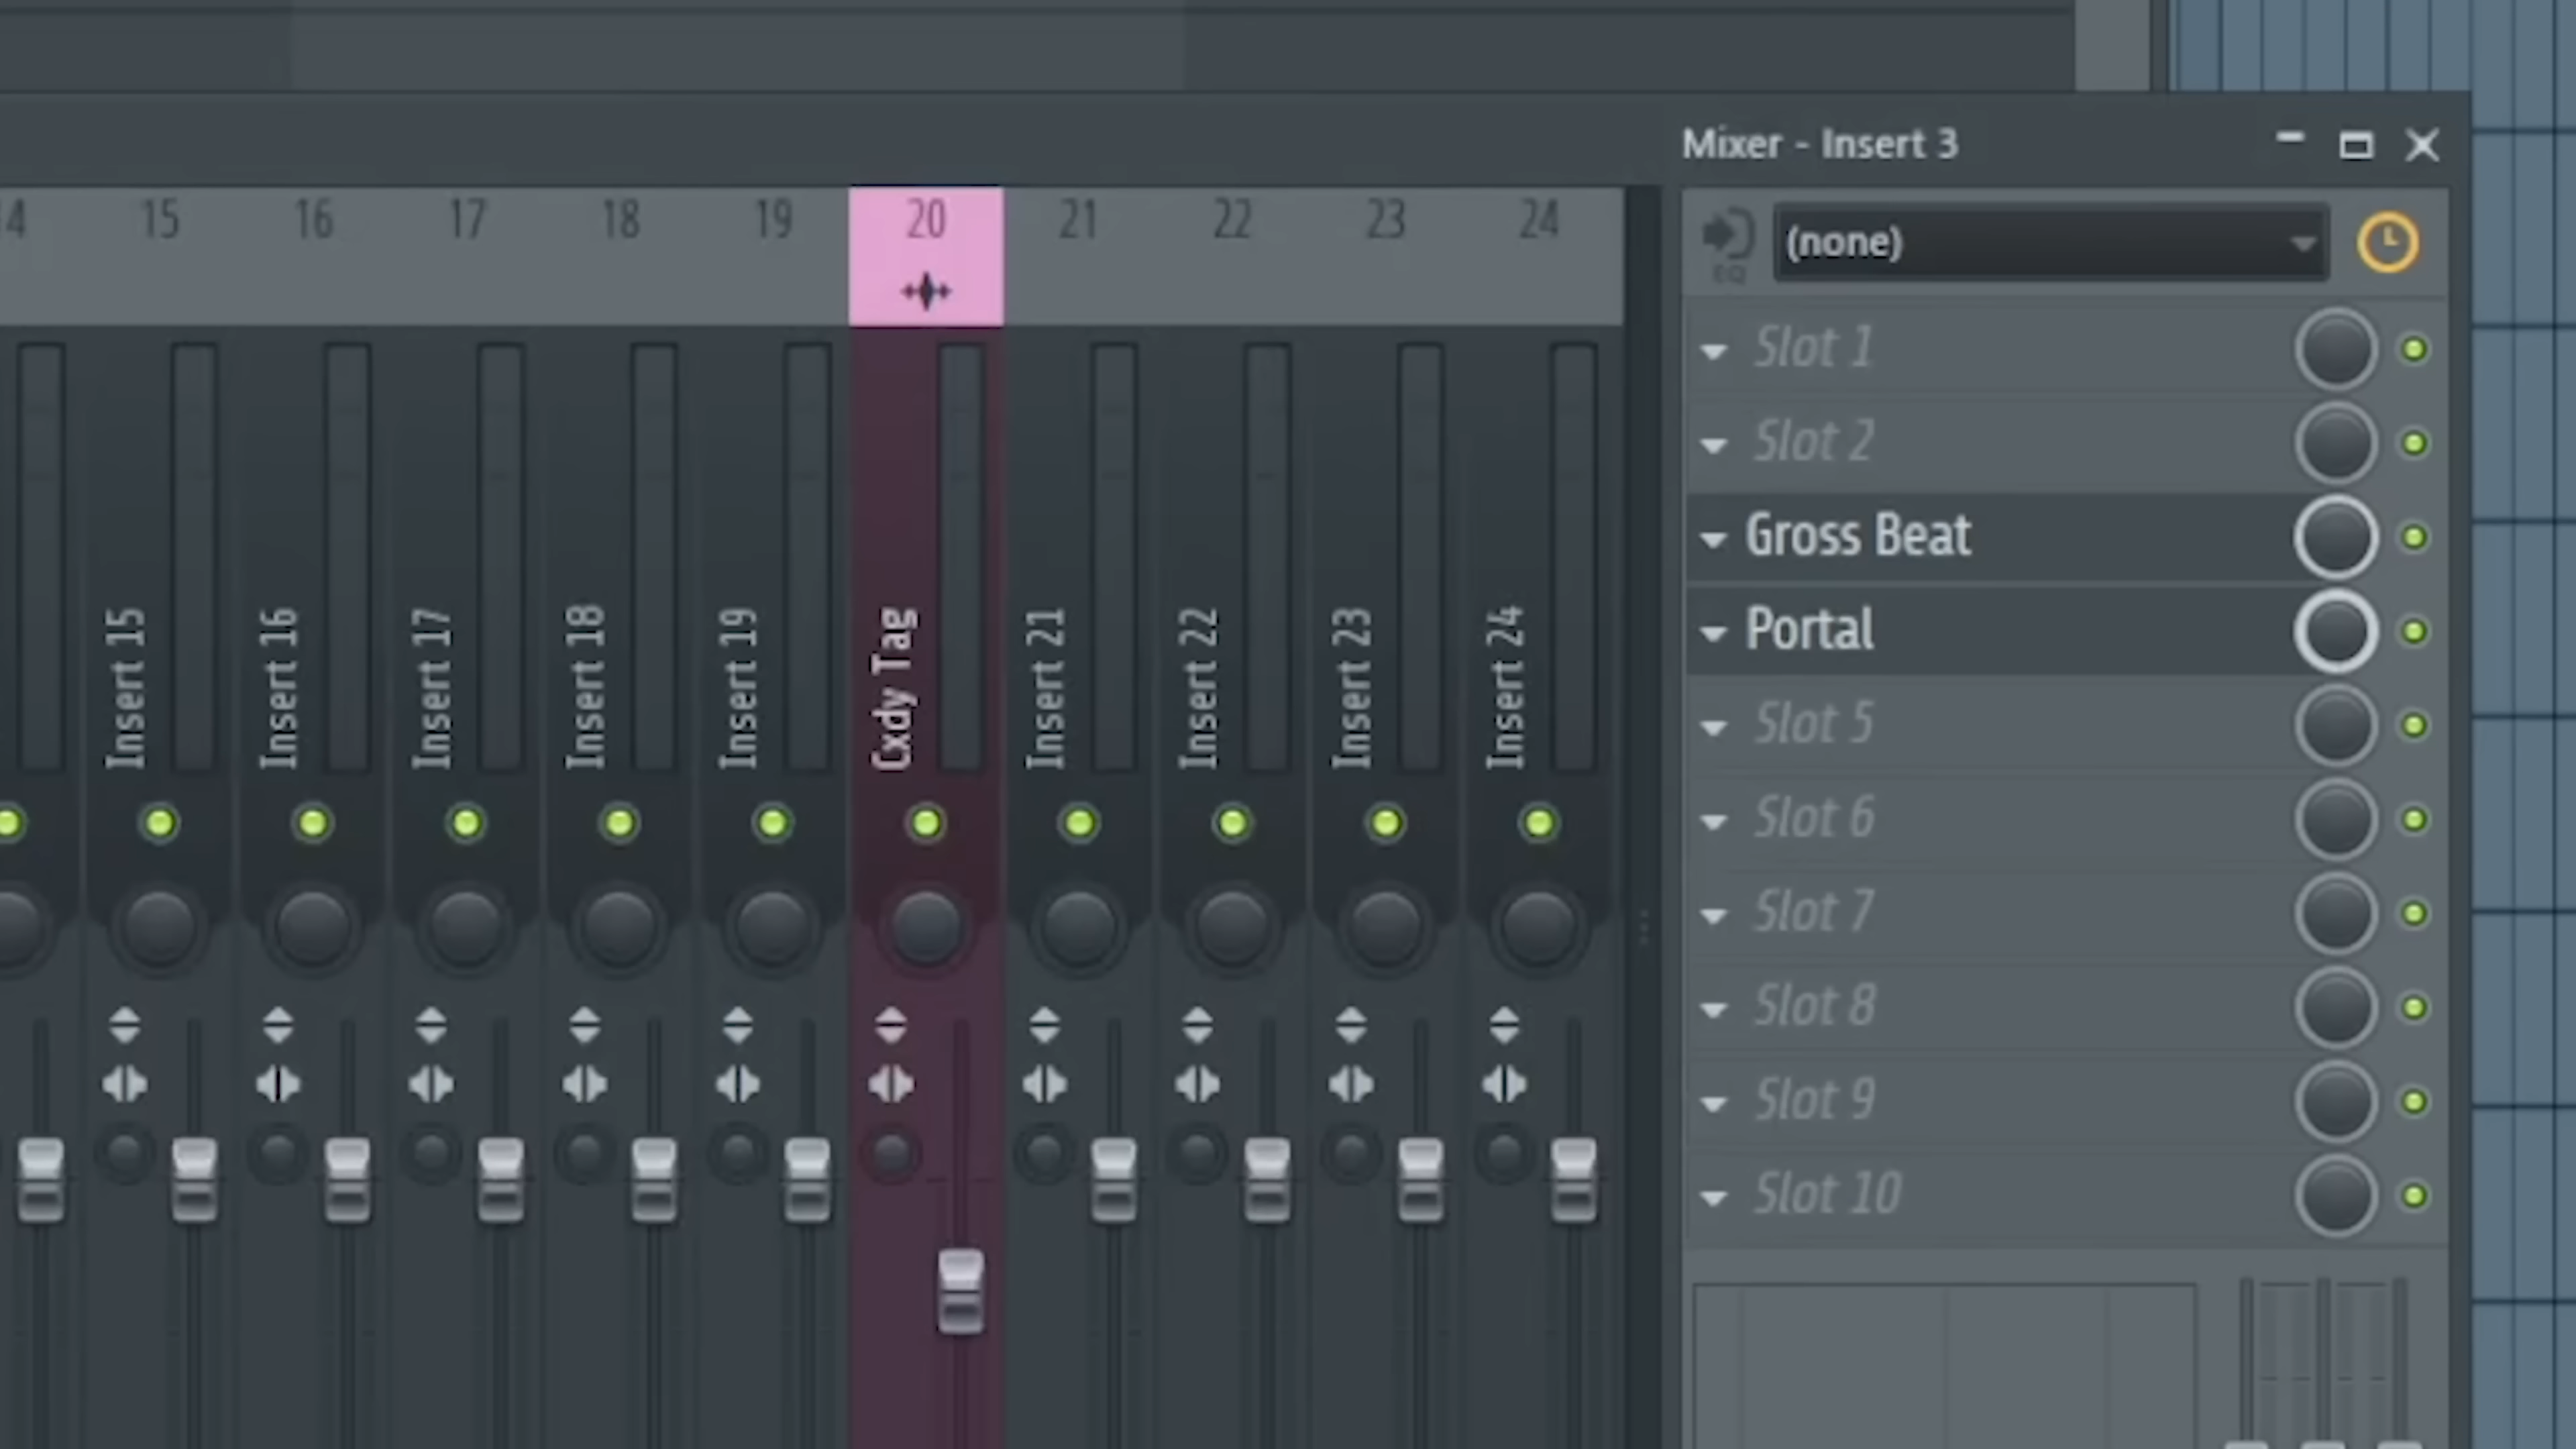 Mixer - Insert 3
14 15 16 17 18 19 20 21 22 23 24
(none)
EQ
Slot 1
Slot 2
Gross Beat
Portal
Slot 5
Slot 6
Slot 7
Slot 8
Slot 9
Slot 10
Insert 15
Insert 16
Insert 17
Insert 18
Insert 19
Cxdy Tag
Insert 21
Insert 22
Insert 23
Insert 24